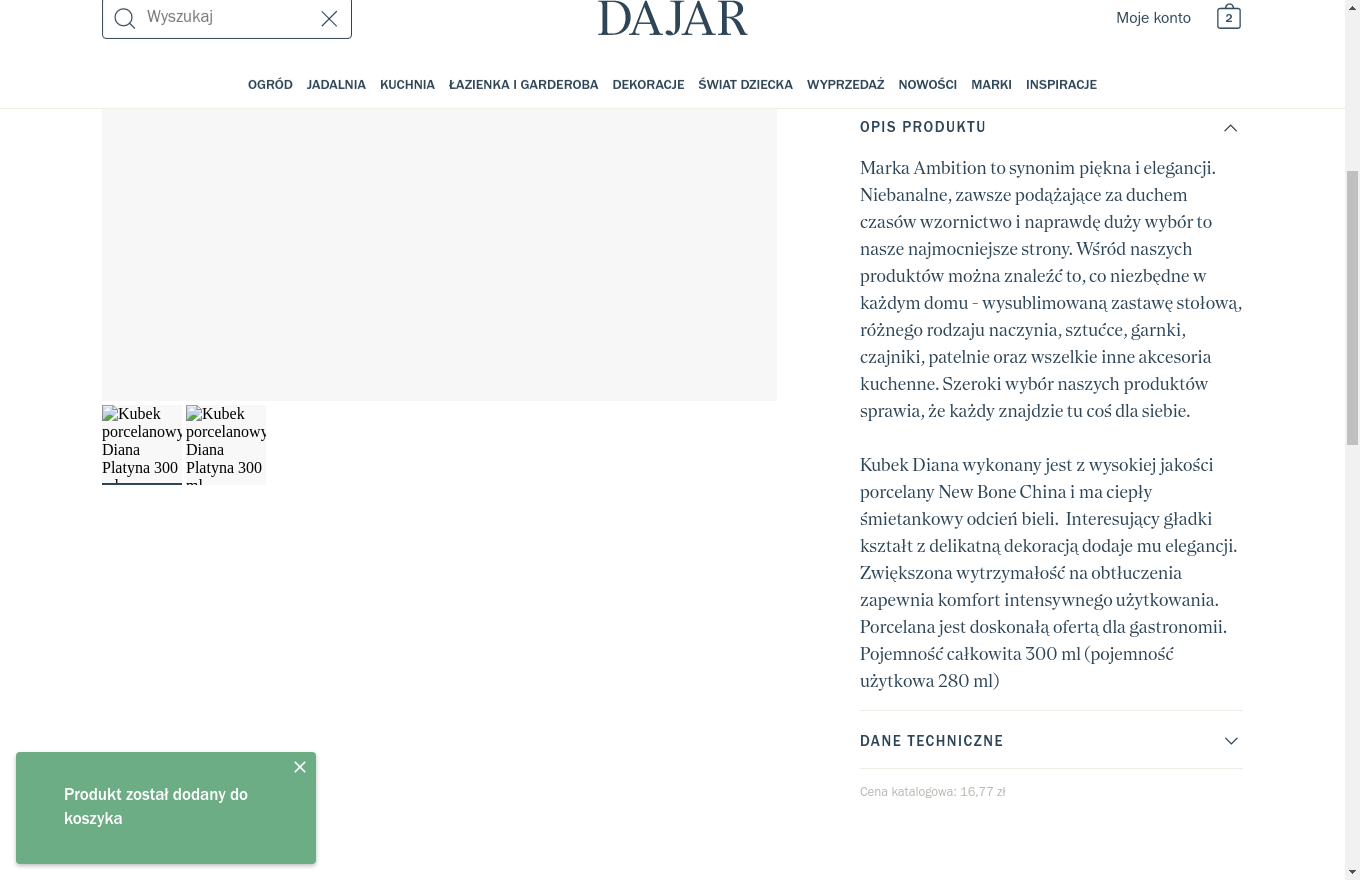 Wyszukaj
DAJAR
Moje konto
2
OGRÓD JADALNIA KUCHNIA ŁAZIENKA I GARDEROBA DEKORACJE ŚWIAT DZIECKA WYPRZEDAŻ NOWOŚCI MARKI INSPIRACJE
OPIS PRODUKTU
Marka Ambition to synonim piękna i elegancji.
Niebanalne, zawsze podążające za duchem
czasów wzornictwo i naprawdę duży wybór to
nasze najmocniejsze strony. Wśród naszych
produktów można znaleźć to, co niezbędne w
każdym domu - wysublimowaną zastawę stołową,
różnego rodzaju naczynia, sztućce, garnki,
czajniki, patelnie oraz wszelkie inne akcesoria
kuchenne. Szeroki wybór naszych produktów
sprawia, że każdy znajdzie tu coś dla siebie.
Kubek Diana wykonany jest z wysokiej jakości
porcelany New Bone China i ma ciepły
śmietankowy odcień bieli.  Interesujący gładki
kształt z delikatną dekoracją dodaje mu elegancji.
Zwiększona wytrzymałość na obtłuczenia
zapewnia komfort intensywnego użytkowania.
Porcelana jest doskonałą ofertą dla gastronomii.
Pojemność całkowita 300 ml (pojemność
użytkowa 280 ml)
DANE TECHNICZNE
Cena katalogowa: 16,77 zł
Kubek
porcelanowy
Diana
Platyna 300
Kubek
porcelanowy
Diana
Platyna 300
ml
Produkt został dodany do
koszyka